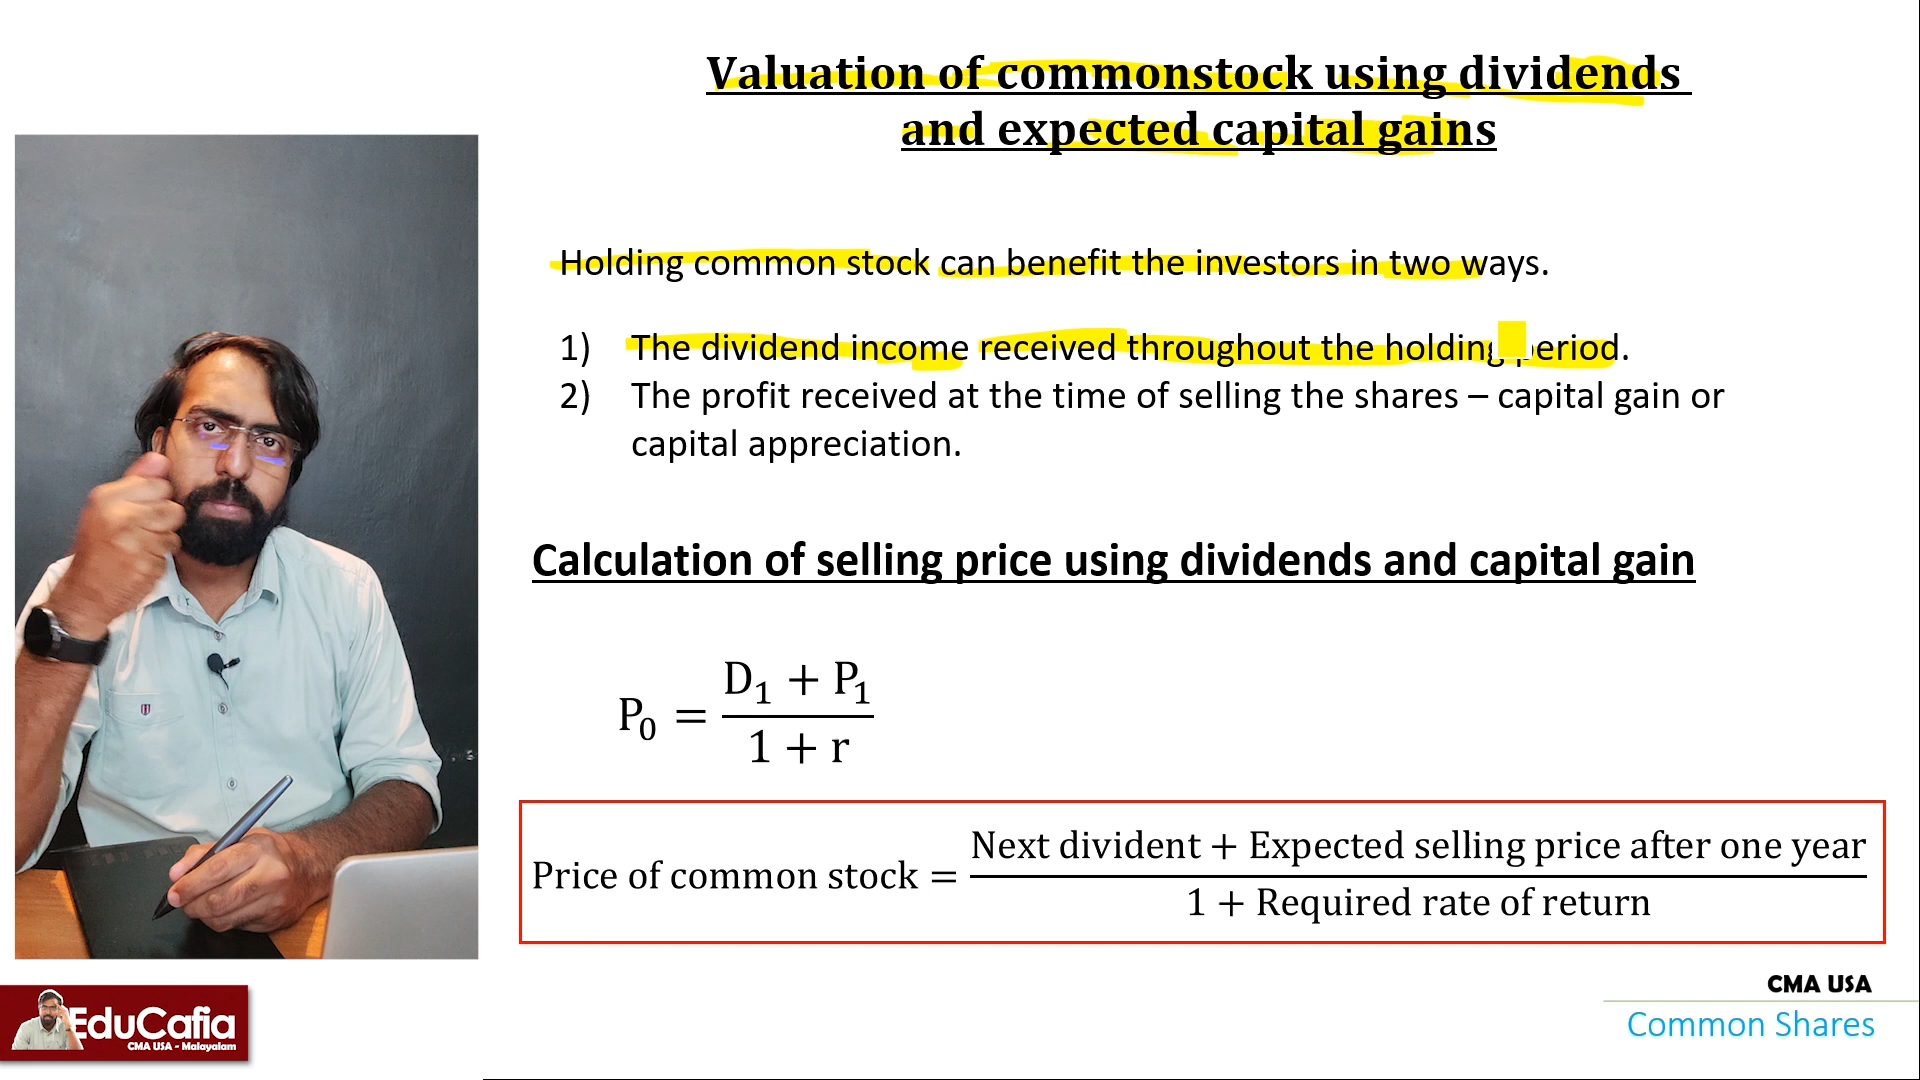 Valuation of commonstock using dividends
and expected capital gains
Holding common stock can benefit the investors in two ways.
1) The dividend income received throughout the holding period.
2) The profit received at the time of selling the shares – capital gain or
capital appreciation.
Calculation of selling price using dividends and capital gain
P₀ = (D₁ + P₁) / (1 + r)
Price of common stock = (Next divident + Expected selling price after one year) / (1 + Required rate of return)
EduCafia
CMA USA - Malayalam
CMA USA
Common Shares